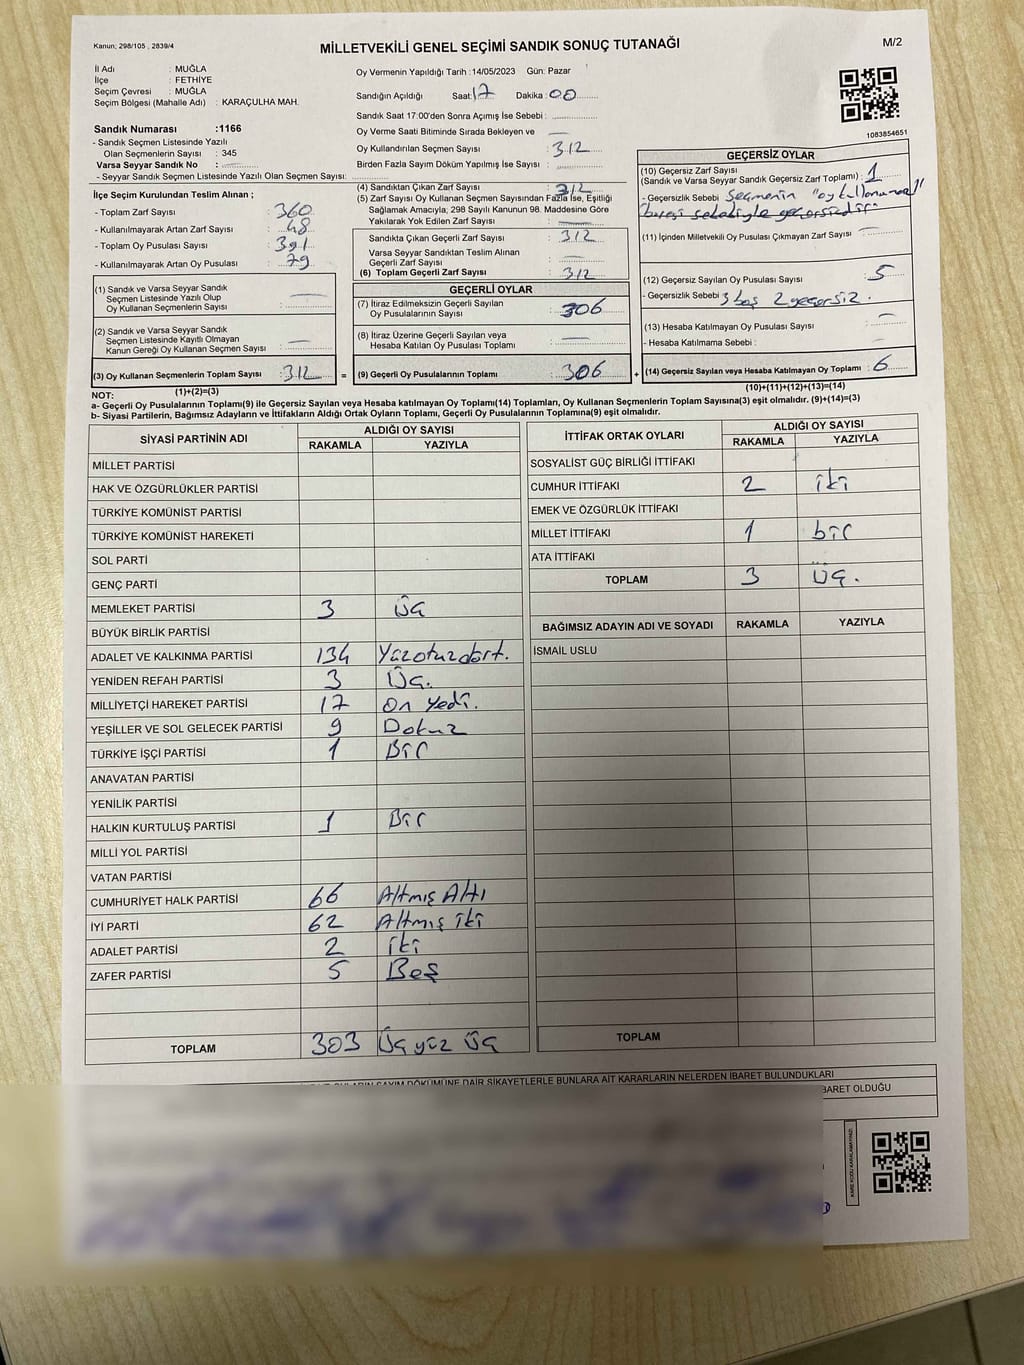 Kanun; 298/105 , 2839/4
MİLLETVEKİLİ GENEL SEÇİMİ SANDIK SONUÇ TUTANAĞI
M/2
İl Adı : MUĞLA
İlçe : FETHİYE
Seçim Çevresi : MUĞLA
Seçim Bölgesi (Mahalle Adı) : KARAÇULHA MAH.
Sandık Numarası :1166
- Sandık Seçmen Listesinde Yazılı
Olan Seçmenlerin Sayısı : 345
Varsa Seyyar Sandık No :
- Seyyar Sandık Seçmen Listesinde Yazılı Olan Seçmen Sayısı:
Oy Vermenin Yapıldığı Tarih :14/05/2023 Gün: Pazar
Sandığın Açıldığı Saat:17 Dakika:00
Sandık Saat 17:00'den Sonra Açımış İse Sebebi :
Oy Verme Saati Bitiminde Sırada Bekleyen ve
Oy Kullandırılan Seçmen Sayısı : 312
Birden Fazla Sayım Döküm Yapılmış İse Sayısı :
1083854651
İlçe Seçim Kurulundan Teslim Alınan ;
- Toplam Zarf Sayısı : 360
- Kullanılmayarak Artan Zarf Sayısı : 48
- Toplam Oy Pusulası Sayısı : 391
- Kullanılmayarak Artan Oy Pusulası : 79
(1) Sandık ve Varsa Seyyar Sandık
Seçmen Listesinde Yazılı Olup
Oy Kullanan Seçmenlerin Sayısı :
(2) Sandık ve Varsa Seyyar Sandık
Seçmen Listesinde Kayıtlı Olmayan
Kanun Gereği Oy Kullanan Seçmen Sayısı :
(3) Oy Kullanan Seçmenlerin Toplam Sayısı : 312 =
(4) Sandıktan Çıkan Zarf Sayısı : 312
(5) Zarf Sayısı Oy Kullanan Seçmen Sayısından Fazla İse, Eşitliği
Sağlamak Amacıyla, 298 Sayılı Kanunun 98. Maddesine Göre
Yakılarak Yok Edilen Zarf Sayısı :
Sandıkta Çıkan Geçerli Zarf Sayısı : 312
Varsa Seyyar Sandıktan Teslim Alınan
Geçerli Zarf Sayısı :
(6) Toplam Geçerli Zarf Sayısı : 312
GEÇERLİ OYLAR
(7) İtiraz Edilmeksizin Geçerli Sayılan
Oy Pusulalarının Sayısı : 306
(8) İtiraz Üzerine Geçerli Sayılan veya
Hesaba Katılan Oy Pusulası Toplamı :
(9) Geçerli Oy Pusulalarının Toplamı : 306 +
GEÇERSİZ OYLAR
(10) Geçersiz Zarf Sayısı
(Sandık ve Varsa Seyyar Sandık Geçersiz Zarf Toplamı) : 1
- Geçersizlik Sebebi Seçmenin
sebebiyle geçersizdir
(11) İçinden Milletvekili Oy Pusulası Çıkmayan Zarf Sayısı :
(12) Geçersiz Sayılan Oy Pusulası Sayısı : 5
- Geçersizlik Sebebi 3 boş 2 geçersiz.
(13) Hesaba Katılmayan Oy Pusulası Sayısı :
- Hesaba Katılmama Sebebi :
(14) Geçersiz Sayılan veya Hesaba Katılmayan Oy Toplamı : 6
NOT: (1)+(2)=(3) (10)+(11)+(12)+(13)=(14)
a- Geçerli Oy Pusulalarının Toplamı(9) ile Geçersiz Sayılan veya Hesaba katılmayan Oy Toplamı(14) Toplamları, Oy Kullanan Seçmenlerin Toplam Sayısına(3) eşit olmalıdır. (9)+(14)=(3)
b- Siyasi Partilerin, Bağımsız Adayların ve İttifakların Aldığı Ortak Oyların Toplamı, Geçerli Oy Pusulalarının Toplamına(9) eşit olmalıdır.
SİYASİ PARTİNİN ADI ALDIĞI OY SAYISI
RAKAMLA YAZIYLA
MİLLET PARTİSİ
HAK VE ÖZGÜRLÜKLER PARTİSİ
TÜRKİYE KOMÜNİST PARTİSİ
TÜRKİYE KOMÜNİST HAREKETİ
SOL PARTİ
GENÇ PARTİ
MEMLEKET PARTİSİ 3 Üç
BÜYÜK BİRLİK PARTİSİ
ADALET VE KALKINMA PARTİSİ 134 Yüzotuzdört.
YENİDEN REFAH PARTİSİ 3 Üç.
MİLLİYETÇİ HAREKET PARTİSİ 17 On Yedi.
YEŞİLLER VE SOL GELECEK PARTİSİ 9 Dokuz
TÜRKİYE İŞÇİ PARTİSİ 1 Bir
ANAVATAN PARTİSİ
YENİLİK PARTİSİ
HALKIN KURTULUŞ PARTİSİ 1 Bir
MİLLİ YOL PARTİSİ
VATAN PARTİSİ
CUMHURİYET HALK PARTİSİ 66 Altmış Altı
İYİ PARTİ 62 Altmış iki
ADALET PARTİSİ 2 iki
ZAFER PARTİSİ 5 Beş
TOPLAM 303 Üç yüz Üç
İTTİFAK ORTAK OYLARI ALDIĞI OY SAYISI
RAKAMLA YAZIYLA
SOSYALİST GÜÇ BİRLİĞİ İTTİFAKI
CUMHUR İTTİFAKI 2 iki
EMEK VE ÖZGÜRLÜK İTTİFAKI
MİLLET İTTİFAKI 1 bir
ATA İTTİFAKI
TOPLAM 3 Üç.
BAĞIMSIZ ADAYIN ADI VE SOYADI RAKAMLA YAZIYLA
İSMAİL USLU
TOPLAM
SAYIM DÖKÜMÜNE DAİR ŞİKAYETLERLE BUNLARA AİT KARARLARIN NELERDEN İBARET BULUNDUKLARI
BARET OLDUĞU